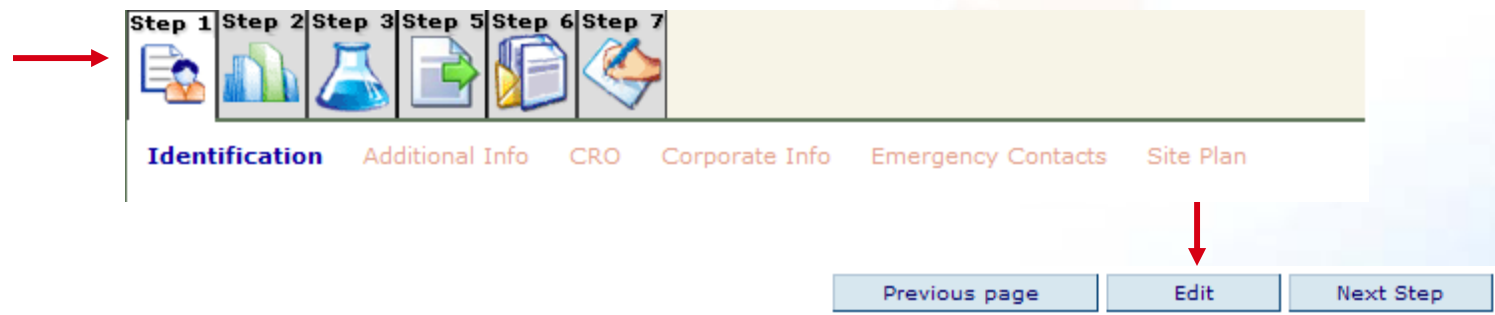 Step 1 Step 2 Step 3 Step 5 Step 6 Step 7
Identification Additional Info CRO Corporate Info Emergency Contacts Site Plan
Previous page Edit Next Step